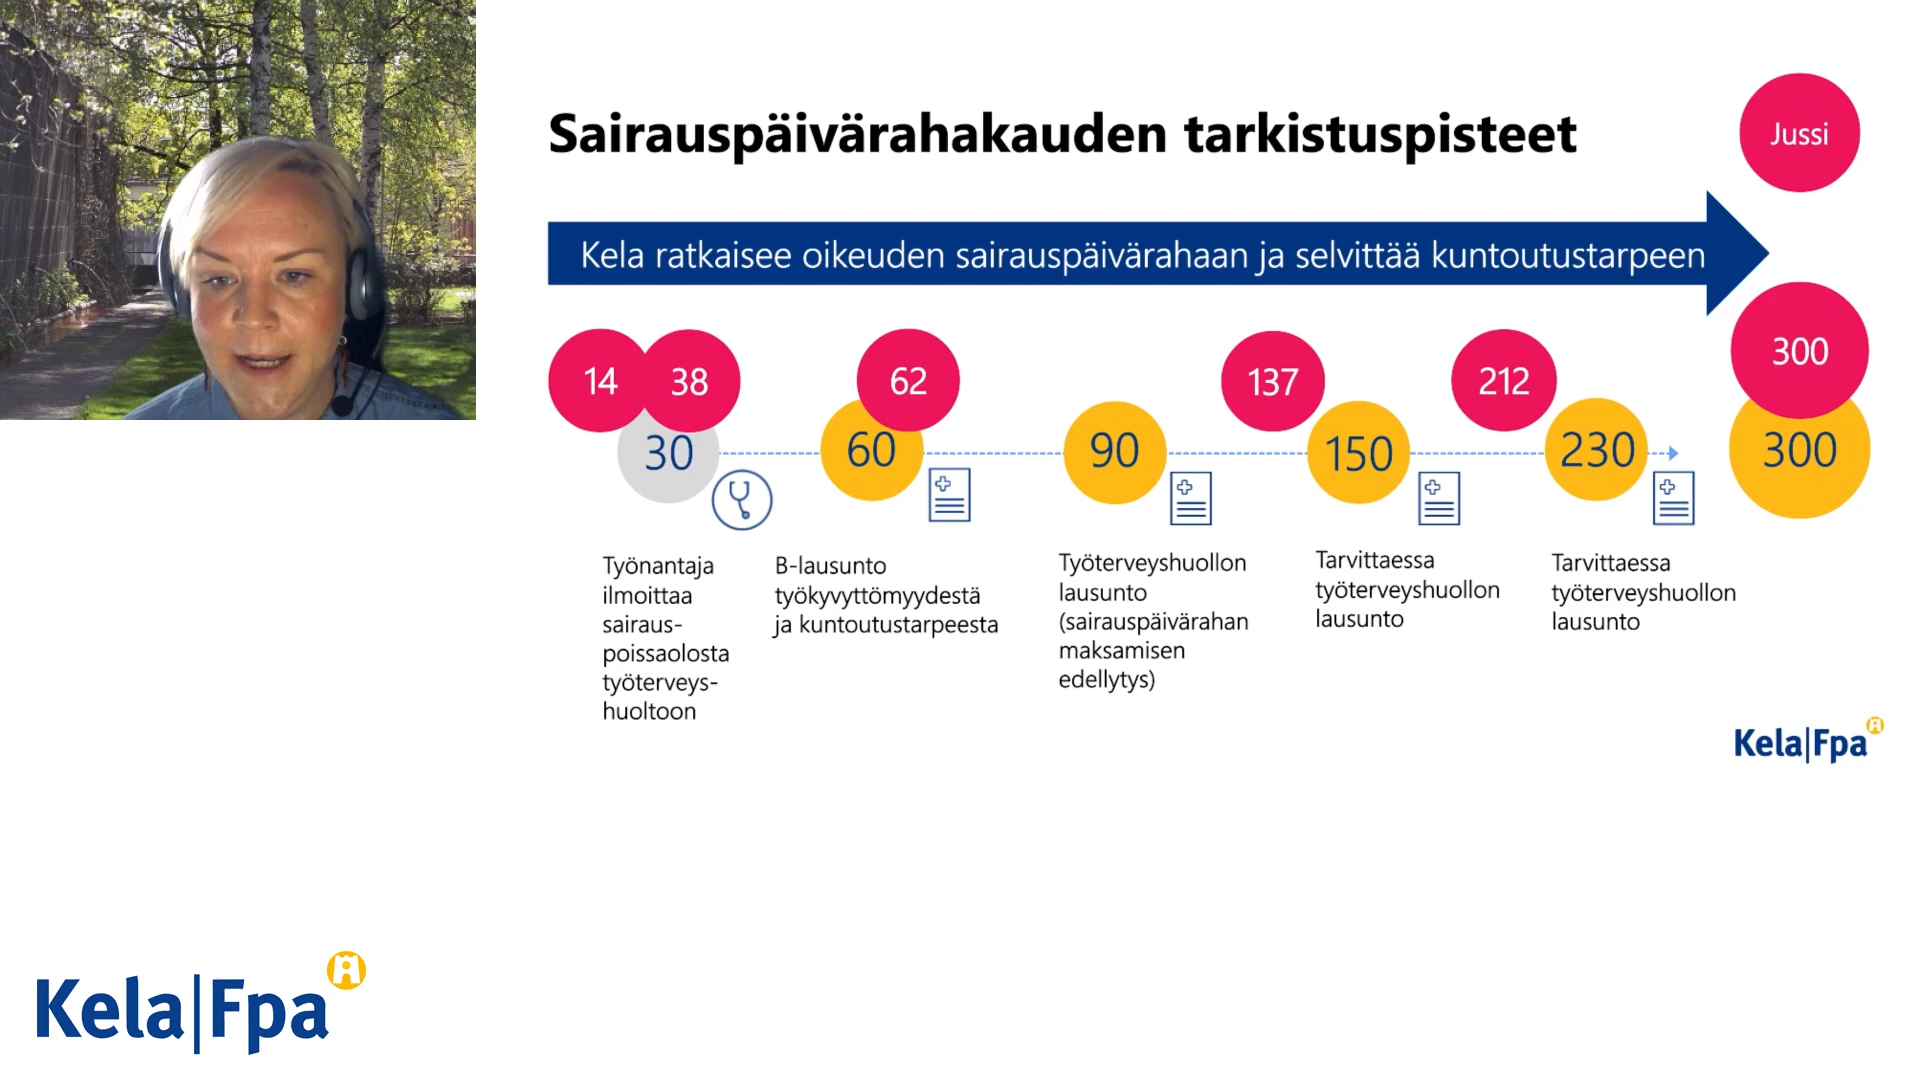 Sairauspäivärahakauden tarkistuspisteet
Jussi
Kela ratkaisee oikeuden sairauspäivärahaan ja selvittää kuntoutustarpeen
14
38
62
137
212
300
30
60
90
150
230
300
Työnantaja
ilmoittaa
sairaus-
poissaolosta
työterveys-
huoltoon
B-lausunto
työkyvyttömyydestä
ja kuntoutustarpeesta
Työterveyshuollon
lausunto
(sairauspäivärahan
maksamisen
edellytys)
Tarvittaessa
työterveyshuollon
lausunto
Tarvittaessa
työterveyshuollon
lausunto
Kela|Fpa
Kela|Fpa